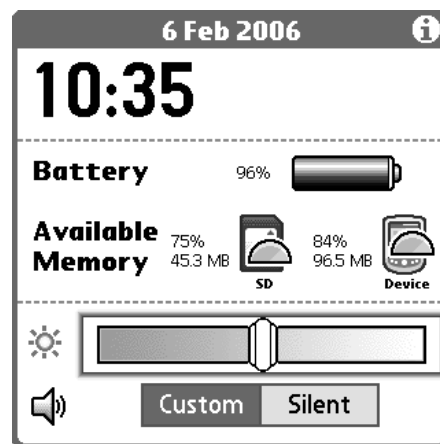 6 Feb 2006
10:35
Battery 96%
Available Memory
75%
45.3 MB
SD
84%
96.5 MB
Device
Custom Silent